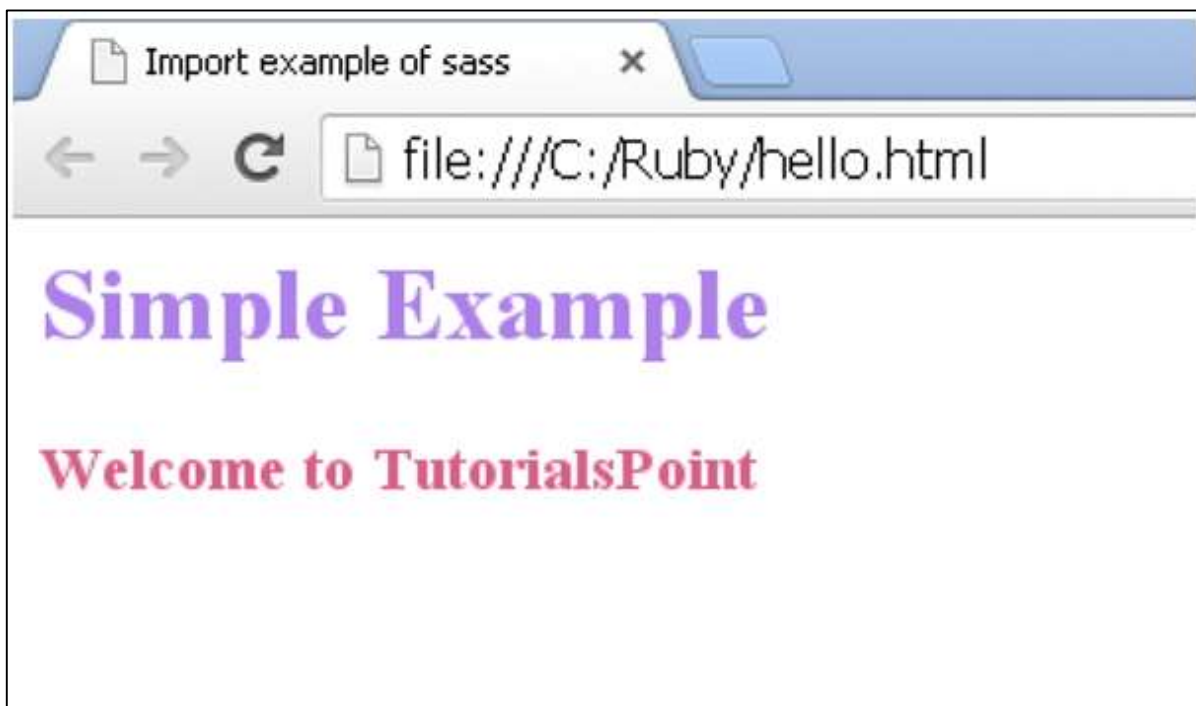 Import example of sass
file:///C:/Ruby/hello.html
Simple Example
Welcome to TutorialsPoint